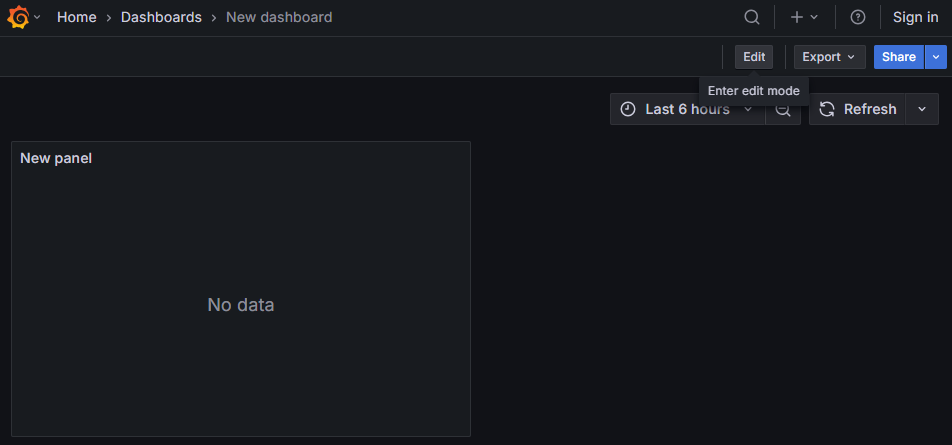 Home › Dashboards › New dashboard
Sign in
Edit
Export
Share
Enter edit mode
Last 6 hours
Refresh
New panel
No data